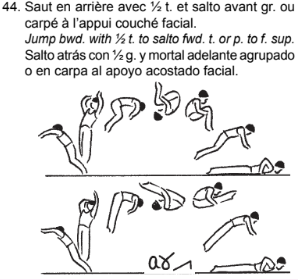 44. Saut en arrière avec ½ t. et salto avant gr. ou
carpé à l'appui couché facial.
Jump bwd. with ½ t. to salto fwd. t. or p. to f. sup.
Salto atrás con ½ g. y mortal adelante agrupado
o en carpa al apoyo acostado facial.